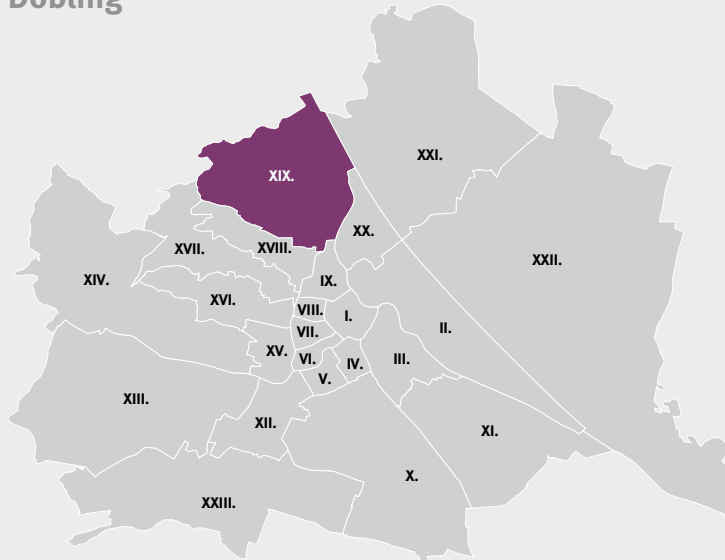 Döbling
XXI.
XIX.
XX.
XVII.
XVIII.
XXII.
XIV.
IX.
XVI.
VIII.
I.
II.
VII.
XV.
VI.
IV.
III.
V.
XIII.
XII.
XI.
X.
XXIII.